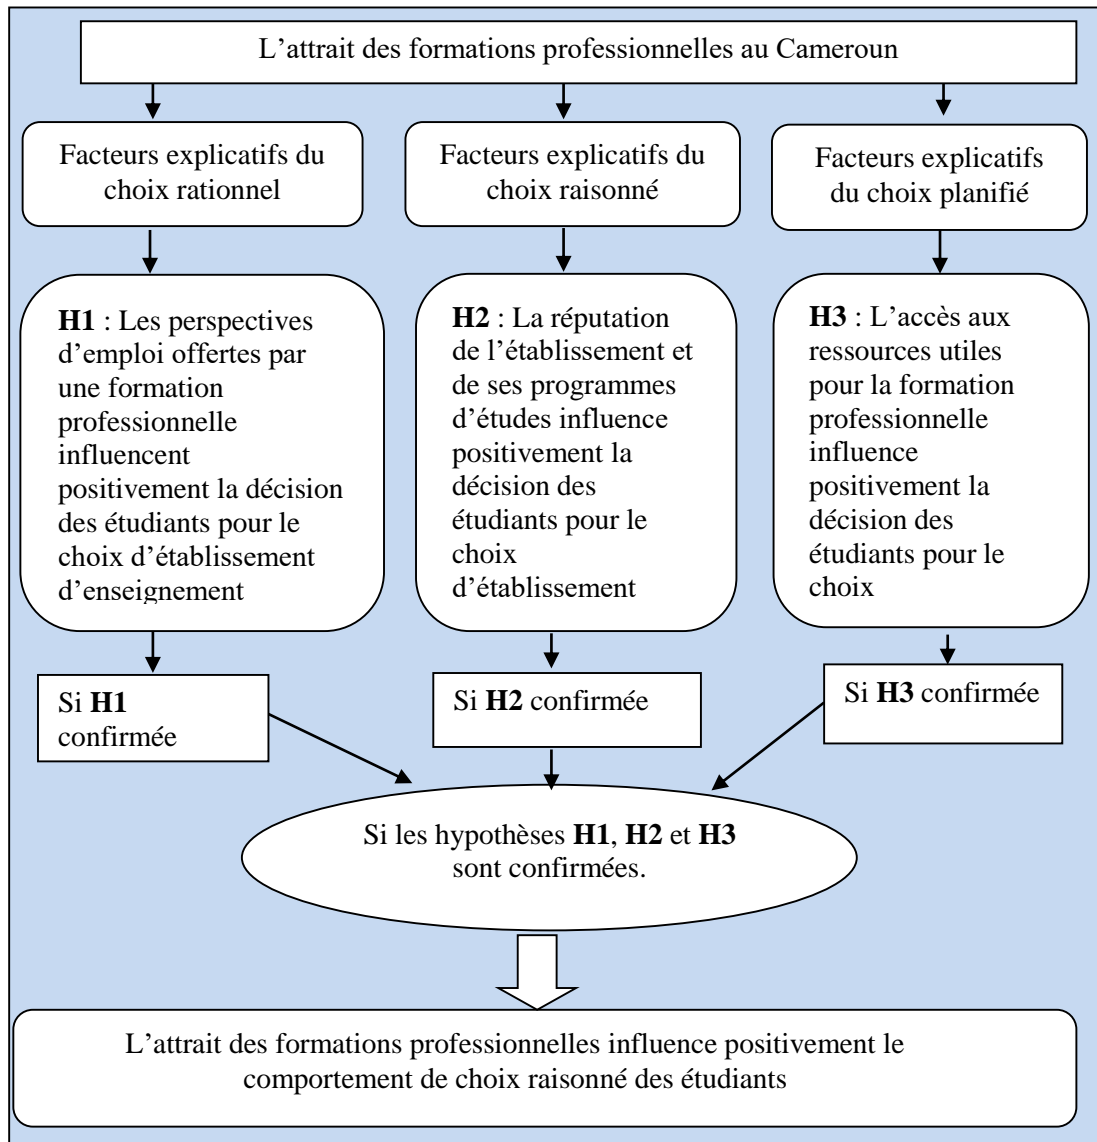 L’attrait des formations professionnelles au Cameroun
Facteurs explicatifs du
choix rationnel
Facteurs explicatifs du
choix raisonné
Facteurs explicatifs
du choix planifié
H1 : Les perspectives
d’emploi offertes par
une formation
professionnelle
influencent
positivement la décision
des étudiants pour le
choix d’établissement
d’enseignement
H2 : La réputation
de l’établissement et
de ses programmes
d’études influence
positivement la
décision des
étudiants pour le
choix
d’établissement
H3 : L’accès aux
ressources utiles
pour la formation
professionnelle
influence
positivement la
décision des
étudiants pour le
choix
Si H1
confirmée
Si H2 confirmée
Si H3 confirmée
Si les hypothèses H1, H2 et H3
sont confirmées.
L’attrait des formations professionnelles influence positivement le
comportement de choix raisonné des étudiants